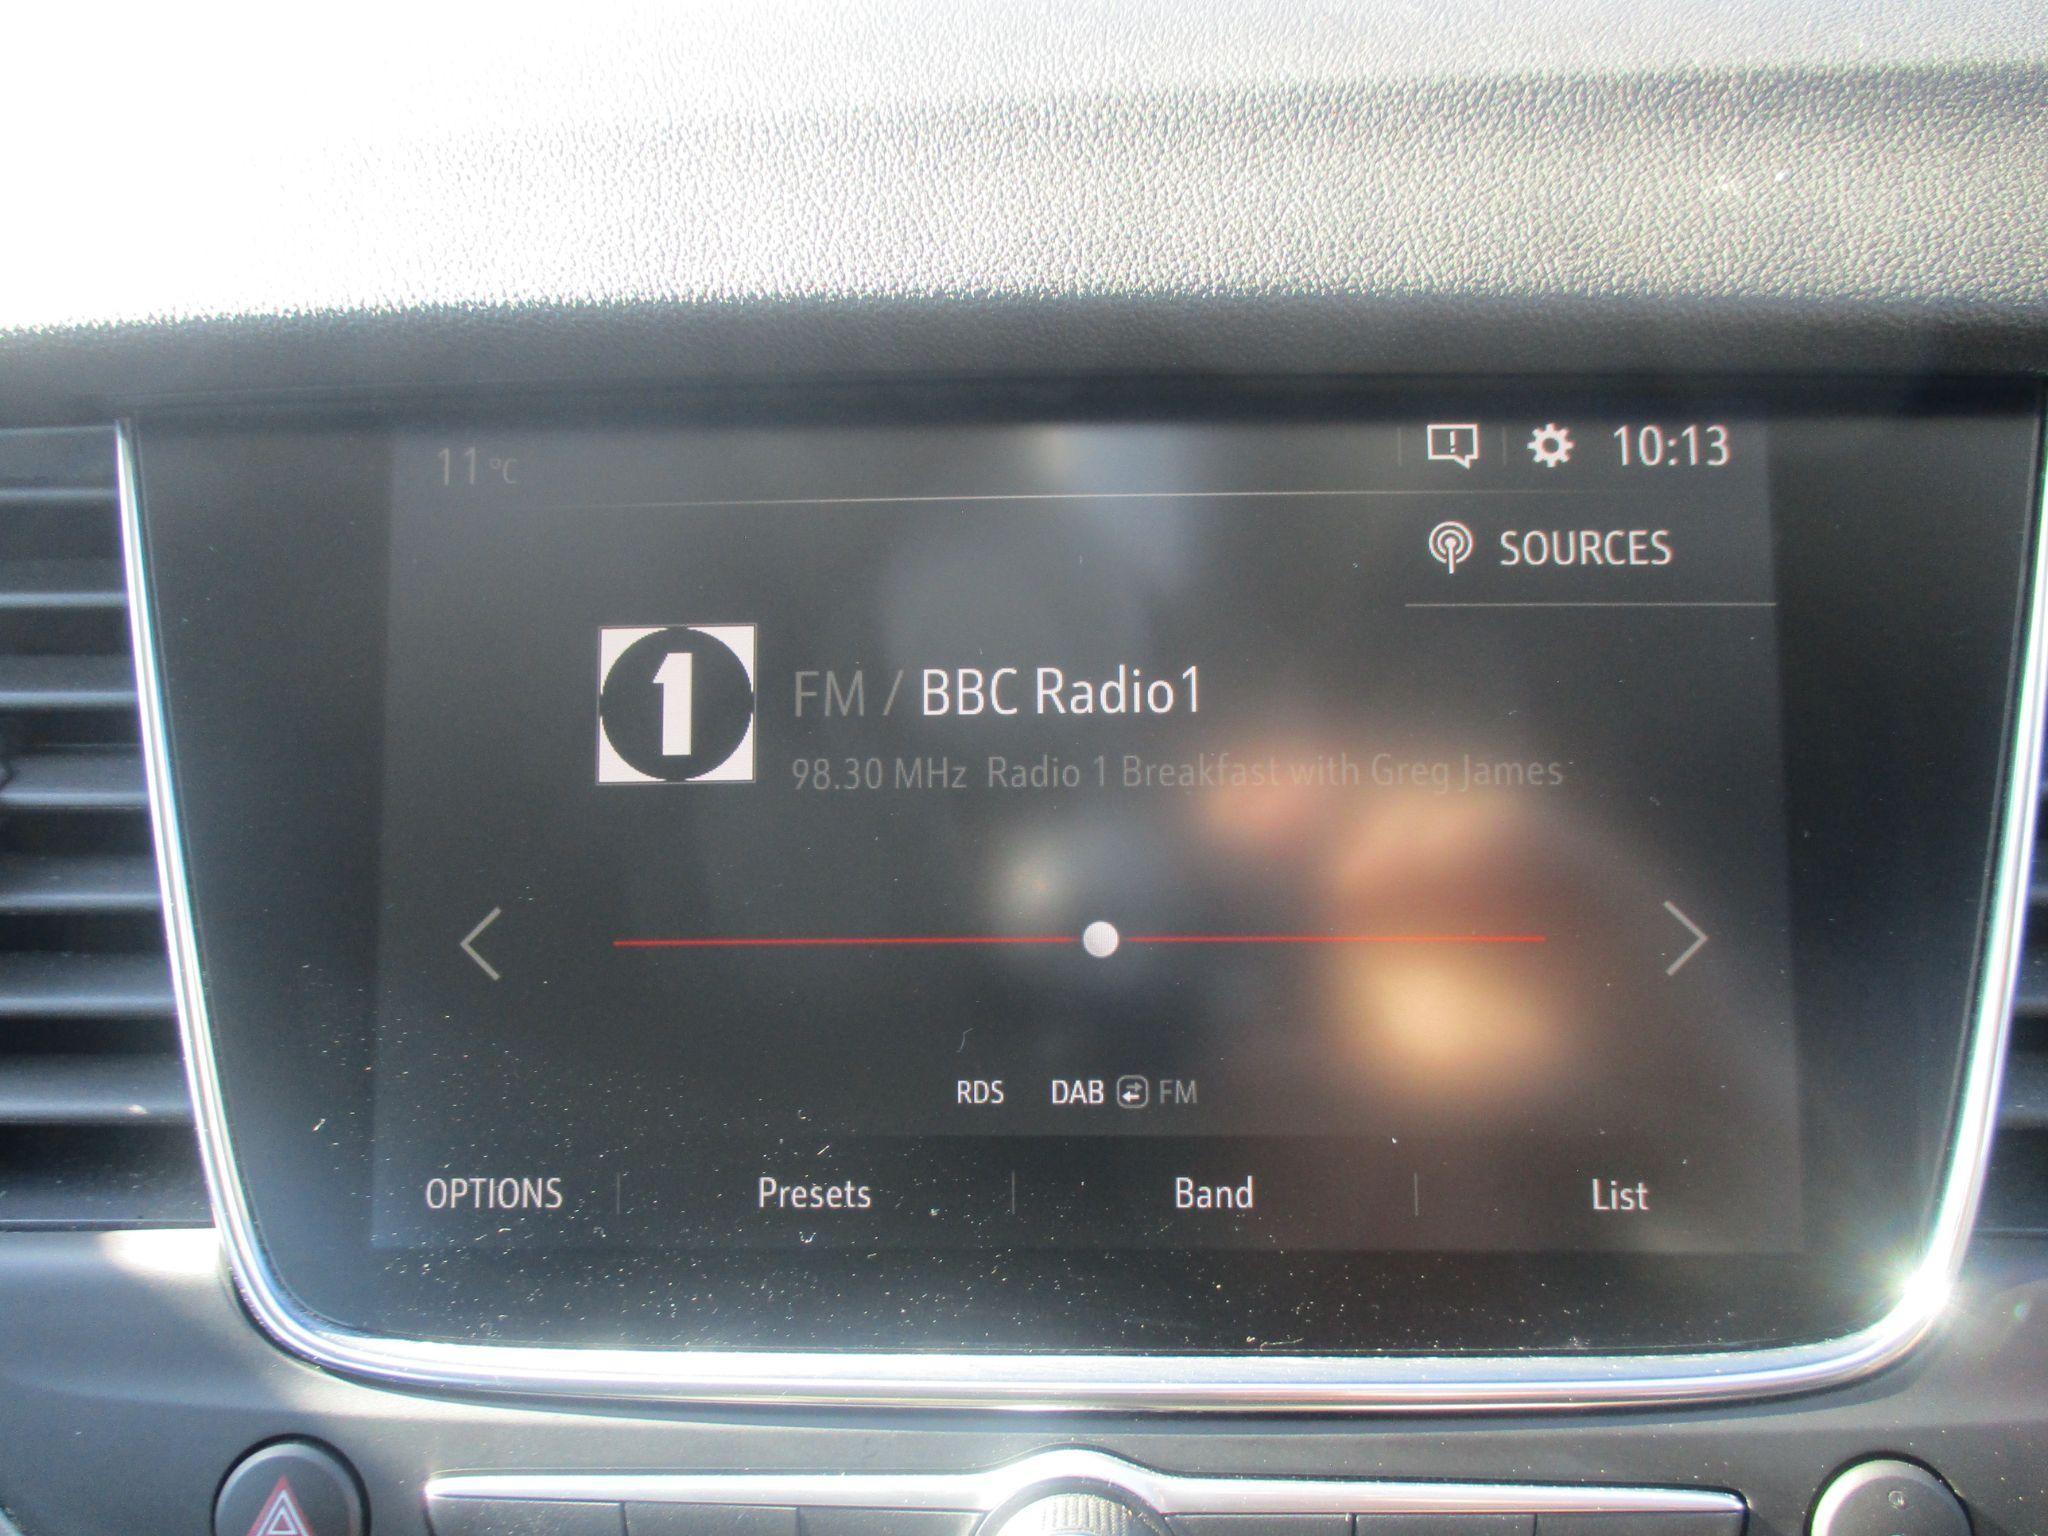 11 °C
10:13
SOURCES
1
FM / BBC Radio1
98.30 MHz Radio 1 Breakfast with Greg James
RDS DAB FM
OPTIONS Presets Band List